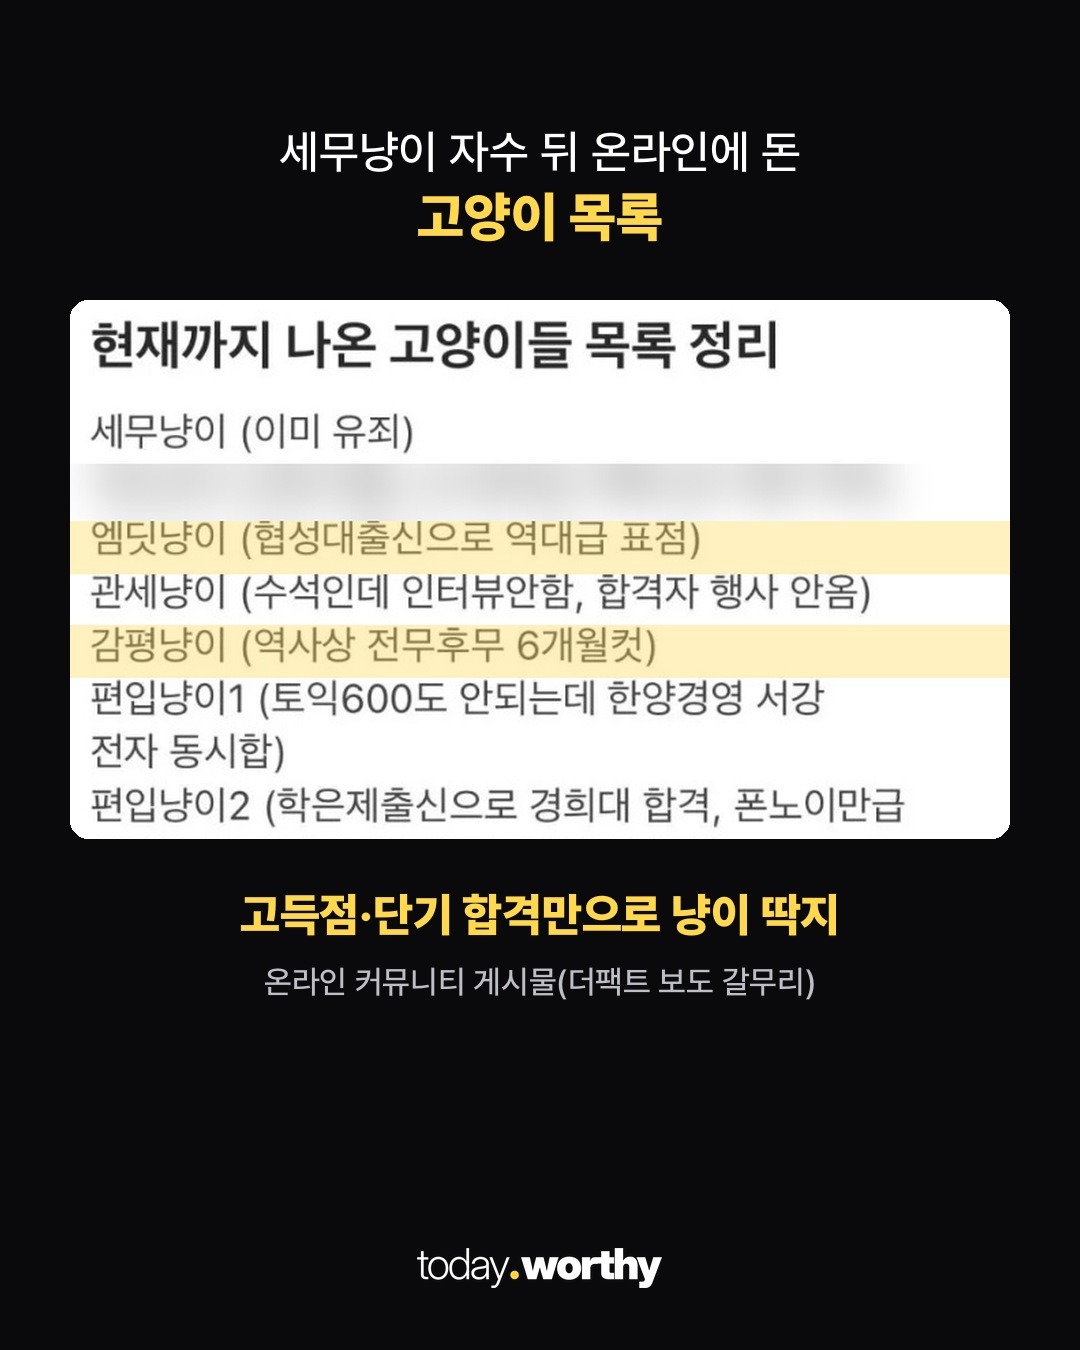 세무냥이 자수 뒤 온라인에 돈
고양이 목록
현재까지 나온 고양이들 목록 정리
세무냥이 (이미 유죄)
엠딧냥이 (협성대출신으로 역대급 표점)
관세냥이 (수석인데 인터뷰안함, 합격자 행사 안옴)
감평냥이 (역사상 전무후무 6개월컷)
편입냥이1 (토익600도 안되는데 한양경영 서강
전자 동시합)
편입냥이2 (학은제출신으로 경희대 합격, 폰노이만급
고득점·단기 합격만으로 냥이 딱지
온라인 커뮤니티 게시물(더팩트 보도 갈무리)
today.worthy